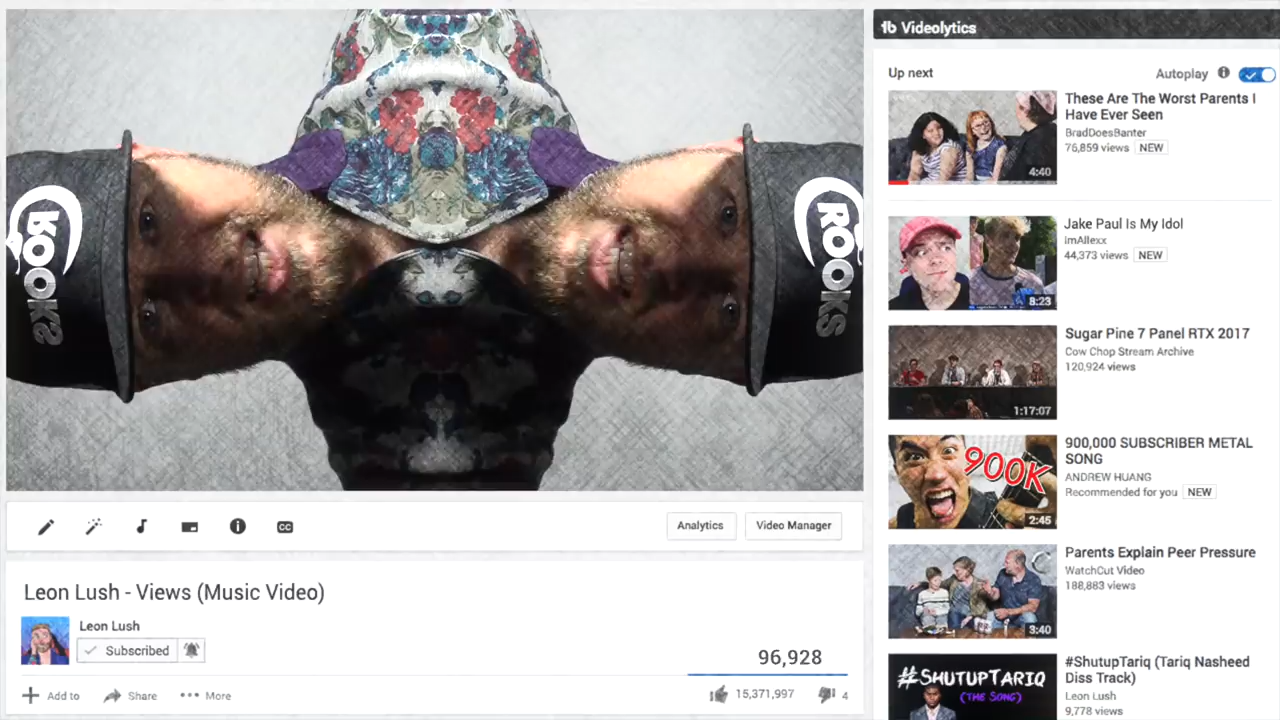 ROOKS
ROOKS
Videolytics
Up next
Autoplay
These Are The Worst Parents I
Have Ever Seen
BradDoesBanter
76,859 views NEW
4:40
Jake Paul Is My Idol
ImAllexx
44,373 views NEW
8:23
Sugar Pine 7 Panel RTX 2017
Cow Chop Stream Archive
120,924 views
1:17:07
900,000 SUBSCRIBER METAL
SONG
ANDREW HUANG
Recommended for you NEW
900K
2:45
Parents Explain Peer Pressure
WatchCut Video
188,883 views
3:40
#ShutupTariq (Tariq Nasheed
Diss Track)
Leon Lush
9,778 views
#SHUTUPTARIQ
(THE SONG)
CC
Analytics
Video Manager
Leon Lush - Views (Music Video)
Leon Lush
Subscribed
96,928
Add to
Share
More
15,371,997
4